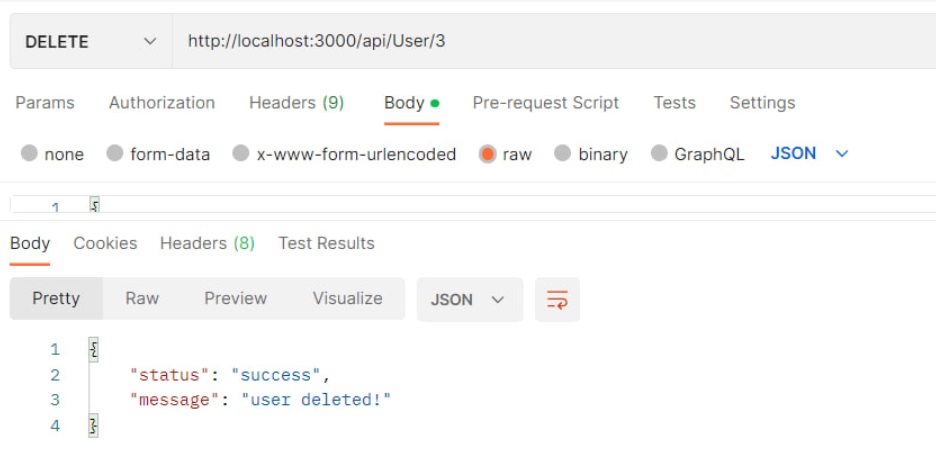 DELETE http://localhost:3000/api/User/3
Params Authorization Headers (9) Body Pre-request Script Tests Settings
none form-data x-www-form-urlencoded raw binary GraphQL JSON
1 {
Body Cookies Headers (8) Test Results
Pretty Raw Preview Visualize JSON
1 {
2 "status": "success",
3 "message": "user deleted!"
4 }